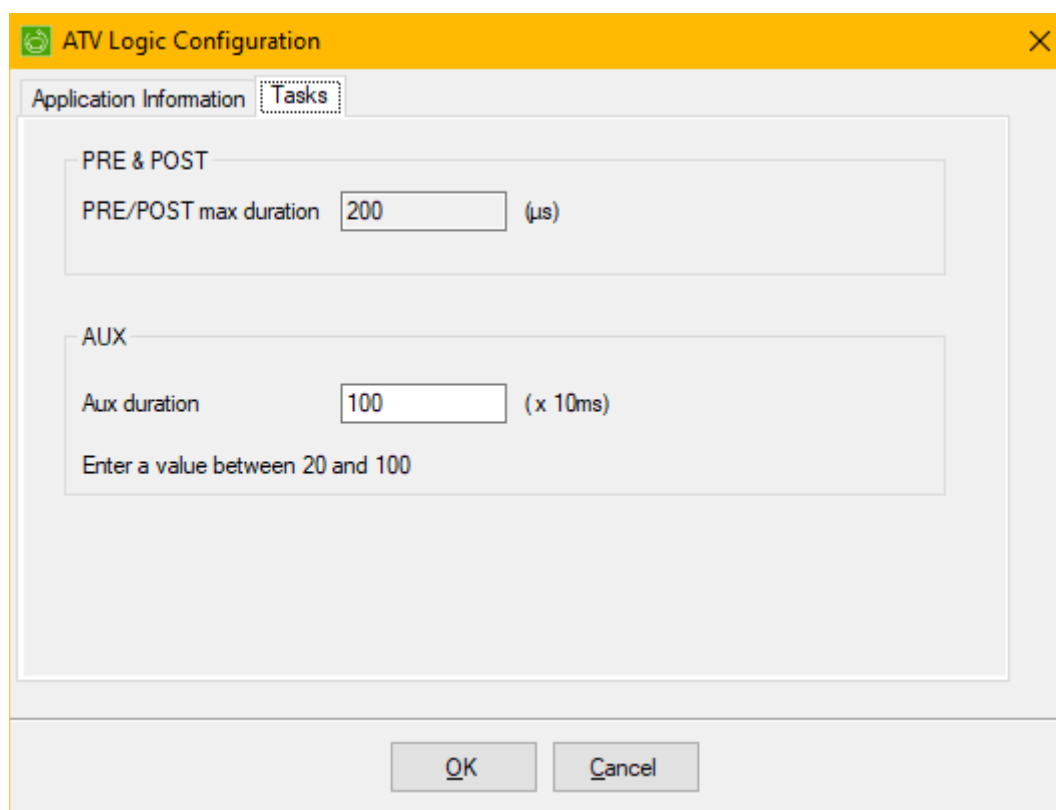 ATV Logic Configuration
Application Information Tasks
PRE & POST
PRE/POST max duration 200 (µs)
AUX
Aux duration 100 ( x 10ms)
Enter a value between 20 and 100
OK Cancel